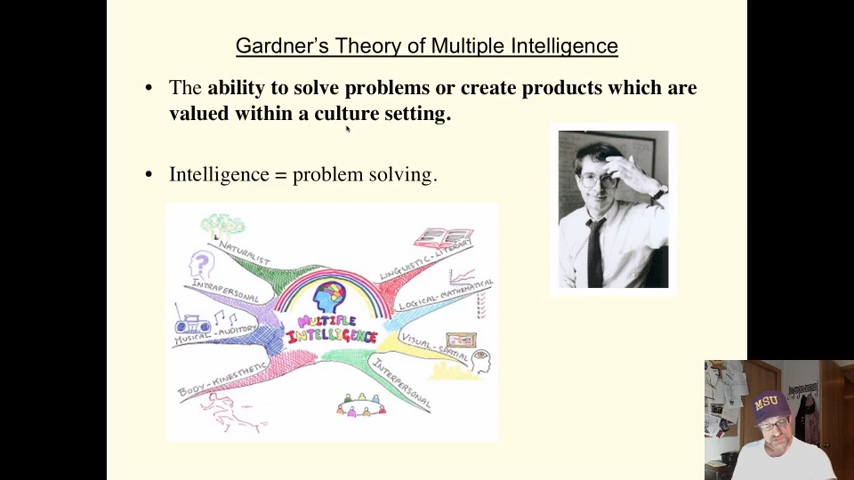 Gardner's Theory of Multiple Intelligence
• The ability to solve problems or create products which are
valued within a culture setting.
• Intelligence = problem solving.
NATURALIST
LINGUISTIC-LITERARY
INTRAPERSONAL
LOGICAL-MATHEMATICAL
MULTIPLE
INTELLIGENCE
MUSICAL-AUDITORY
VISUAL-SPATIAL
BODY-KINESTHETIC
INTERPERSONAL
MSU